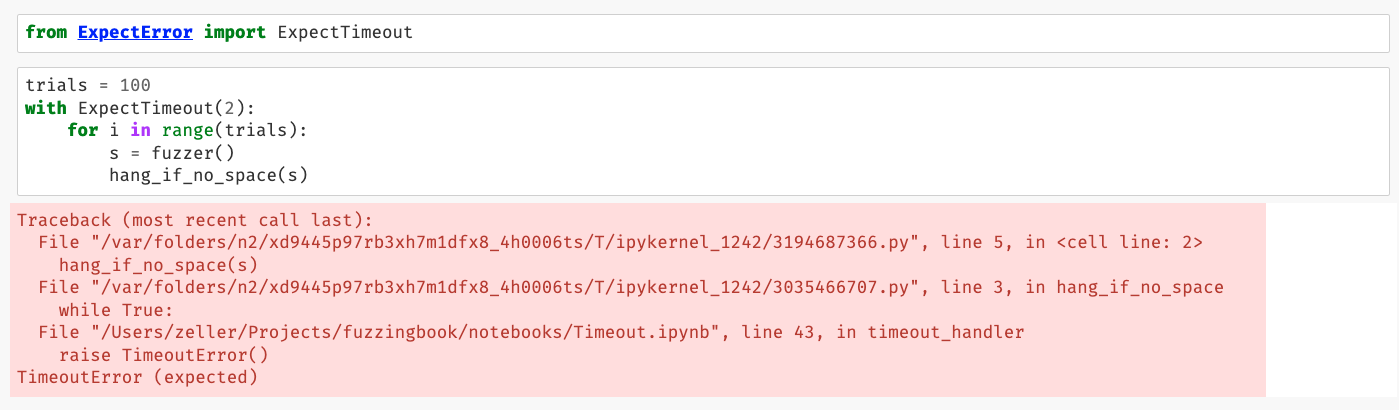 from ExpectError import ExpectTimeout
trials = 100
with ExpectTimeout(2):
    for i in range(trials):
        s = fuzzer()
        hang_if_no_space(s)
Traceback (most recent call last):
  File "/var/folders/n2/xd9445p97rb3xh7m1dfx8_4h0006ts/T/ipykernel_1242/3194687366.py", line 5, in <cell line: 2>
    hang_if_no_space(s)
  File "/var/folders/n2/xd9445p97rb3xh7m1dfx8_4h0006ts/T/ipykernel_1242/3035466707.py", line 3, in hang_if_no_space
    while True:
  File "/Users/zeller/Projects/fuzzingbook/notebooks/Timeout.ipynb", line 43, in timeout_handler
    raise TimeoutError()
TimeoutError (expected)